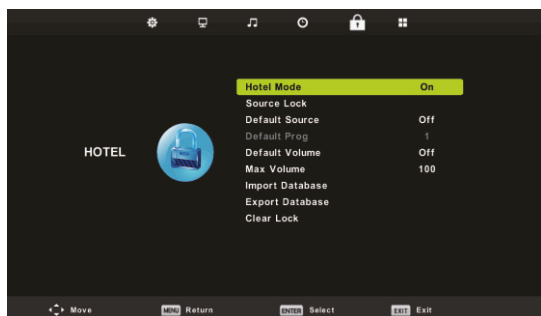 Hotel Mode On
Source Lock
Default Source Off
Default Prog 1
HOTEL
Default Volume Off
Max Volume 100
Import Database
Export Database
Clear Lock
Move MENU Return ENTER Select EXIT Exit